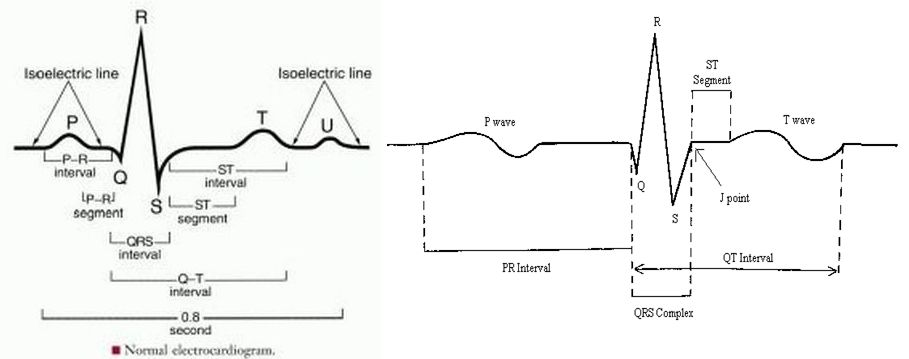 R
Isoelectric line
Isoelectric line
P
T
U
P-R
interval
Q
ST
interval
P-R
segment
S
ST
segment
QRS
interval
Q-T
interval
0.8
second
Normal electrocardiogram.
R
ST
Segment
P wave
T wave
Q
J point
S
PR Interval
QT Interval
QRS Complex